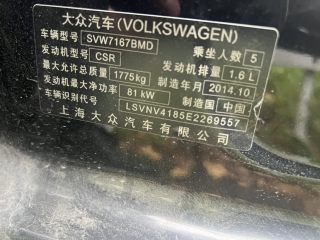 大众汽车(VOLKSWAGEN)
车辆型号 SVW7167BMD 乘坐人数 5
发动机型号 CSR 发动机排量 1.6 L
最大允许总质量 1775kg 制造年月 2014.10
发动机最大净功率 81 kW 制造国 中国
车辆识别代号 LSVNV4185E2269557
上海大众汽车有限公司